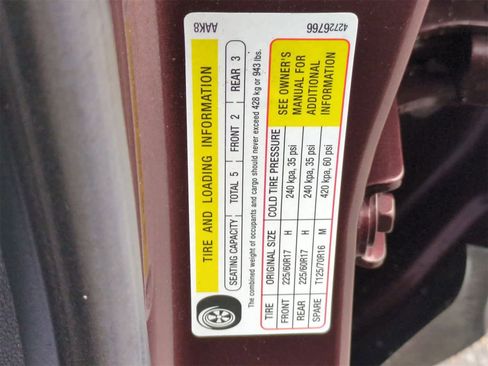 AAK8
42726766
TIRE AND LOADING INFORMATION
SEATING CAPACITY TOTAL 5 FRONT 2 REAR 3
The combined weight of occupants and cargo should never exceed 428 kg or 943 lbs.
TIRE ORIGINAL SIZE COLD TIRE PRESSURE
FRONT 225/60R17 H 240 kpa, 35 psi
REAR 225/60R17 H 240 kpa, 35 psi
SPARE T125/70R16 M 420 kpa, 60 psi
SEE OWNER'S
MANUAL FOR
ADDITIONAL
INFORMATION